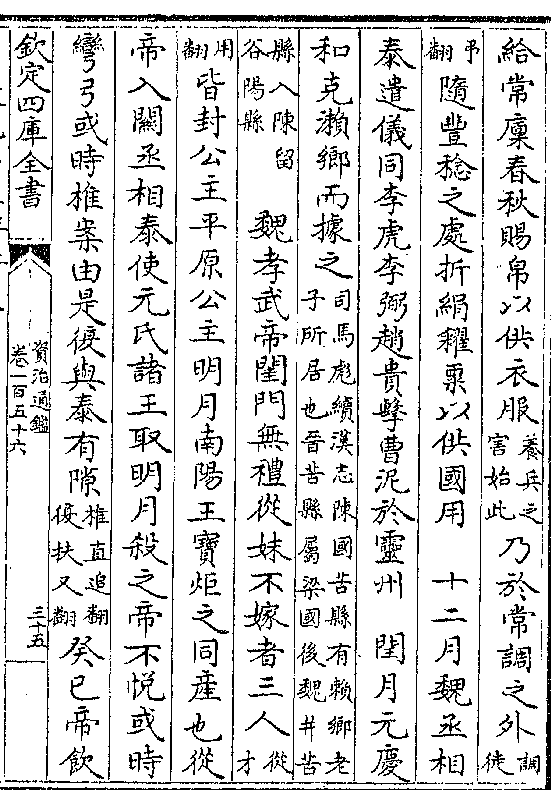 給常廩春秋賜帛以供衣服養兵之害始此乃於常調之外調徒
弔翻隨豐稔之處折絹糴粟以供國用　十二月魏丞相
泰遣儀同李虎李弼趙貴擊曹泥於靈州　閏月元慶
和克瀨鄉而據之司馬彪續漢志陳國苦縣有賴鄉老子所居也晉苦縣屬梁國後魏幷苦
縣入陳留谷陽縣　魏孝武帝閨門無禮從妹不嫁者三人從才
用翻皆封公主平原公主明月南陽王寶炬之同產也從
帝入關丞相泰使元氏諸王取明月殺之帝不悅或時
彎弓或時椎案由是復與泰有隙椎直追翻復扶又翻癸巳帝飲
欽定四庫全書
資治通鑑
卷一百五十六
三十五